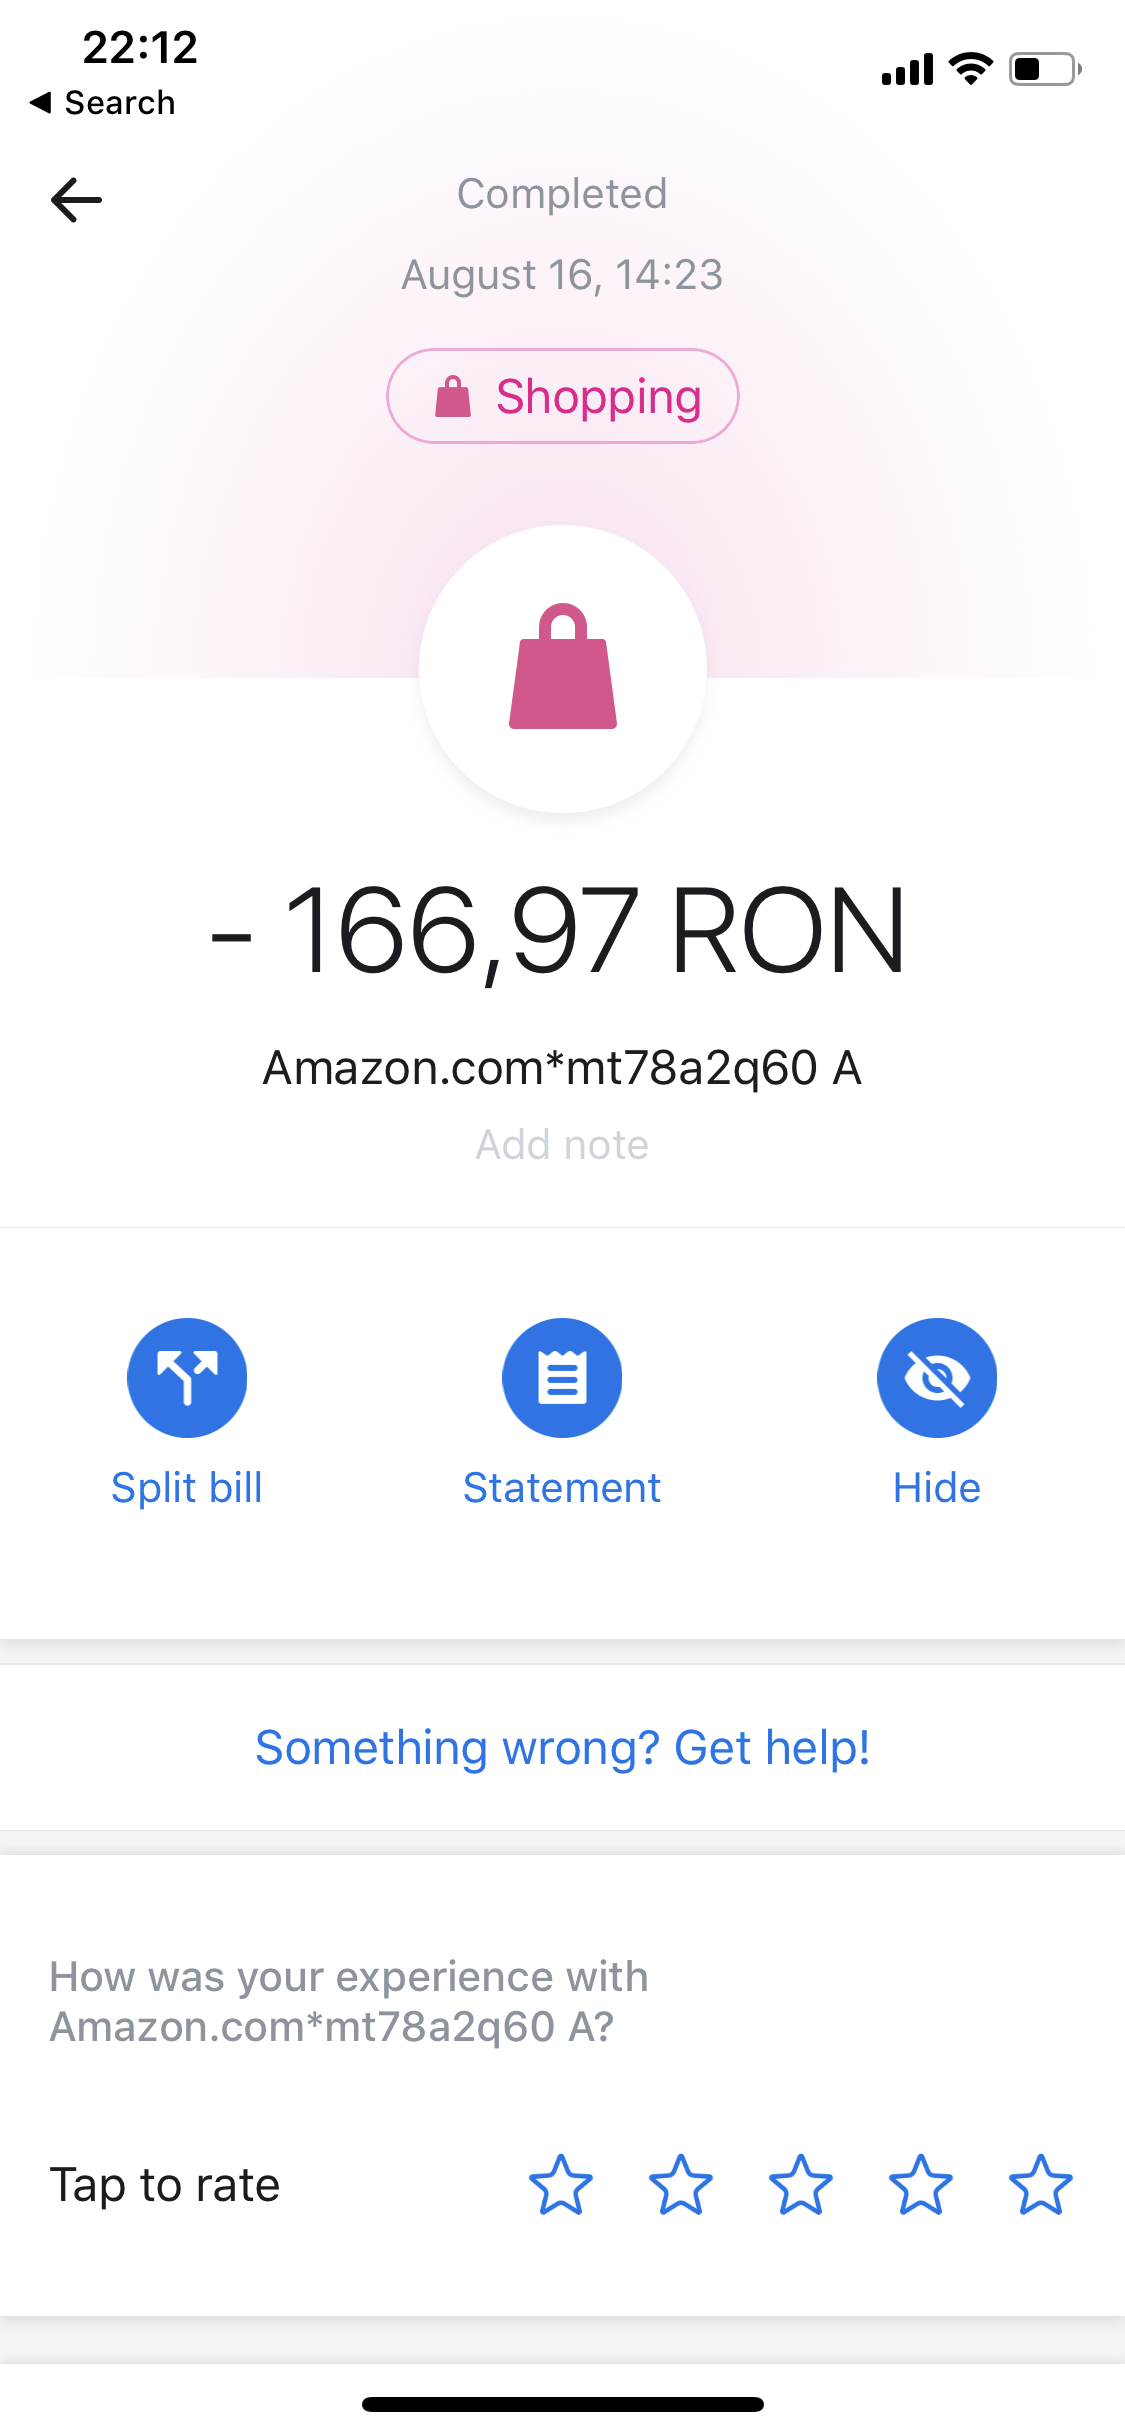 22:12
◀ Search
Completed
August 16, 14:23
Shopping
- 166,97 RON
Amazon.com*mt78a2q60 A
Add note
Split bill
Statement
Hide
Something wrong? Get help!
How was your experience with
Amazon.com*mt78a2q60 A?
Tap to rate